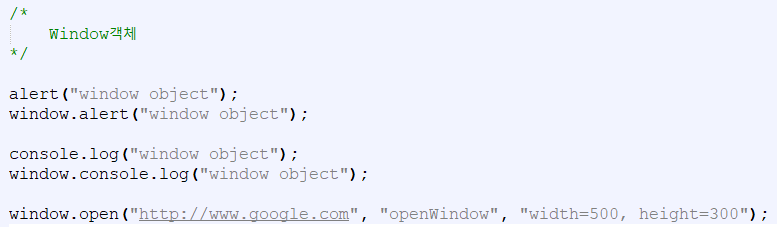 /*
Window객체
*/
alert("window object");
window.alert("window object");
console.log("window object");
window.console.log("window object");
window.open("http://www.google.com", "openWindow", "width=500, height=300");